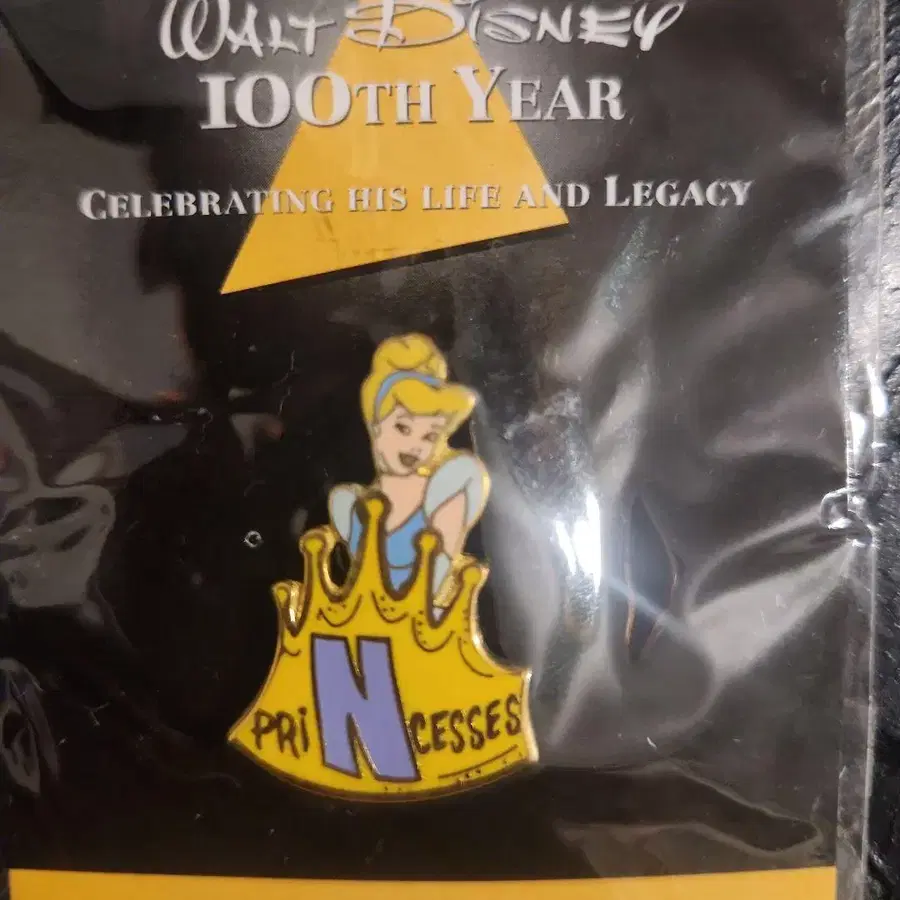 WALT DISNEY
100TH YEAR
CELEBRATING HIS LIFE AND LEGACY
PRiNCESSES